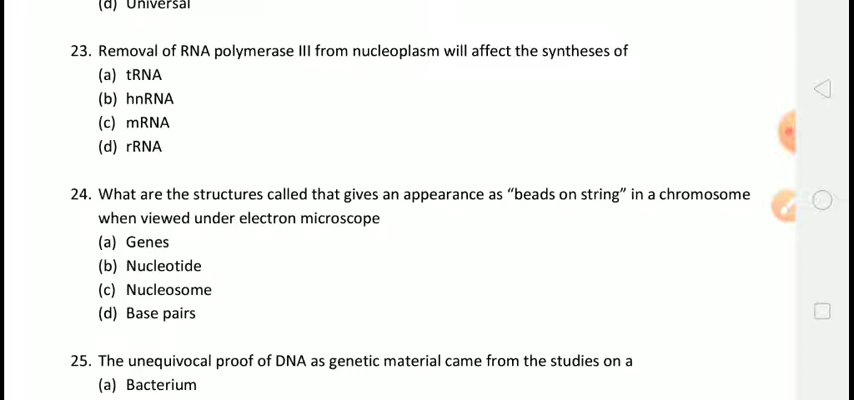 (d) Universal
23. Removal of RNA polymerase III from nucleoplasm will affect the syntheses of
(a) tRNA
(b) hnRNA
(c) mRNA
(d) rRNA
24. What are the structures called that gives an appearance as “beads on string” in a chromosome
when viewed under electron microscope
(a) Genes
(b) Nucleotide
(c) Nucleosome
(d) Base pairs
25. The unequivocal proof of DNA as genetic material came from the studies on a
(a) Bacterium